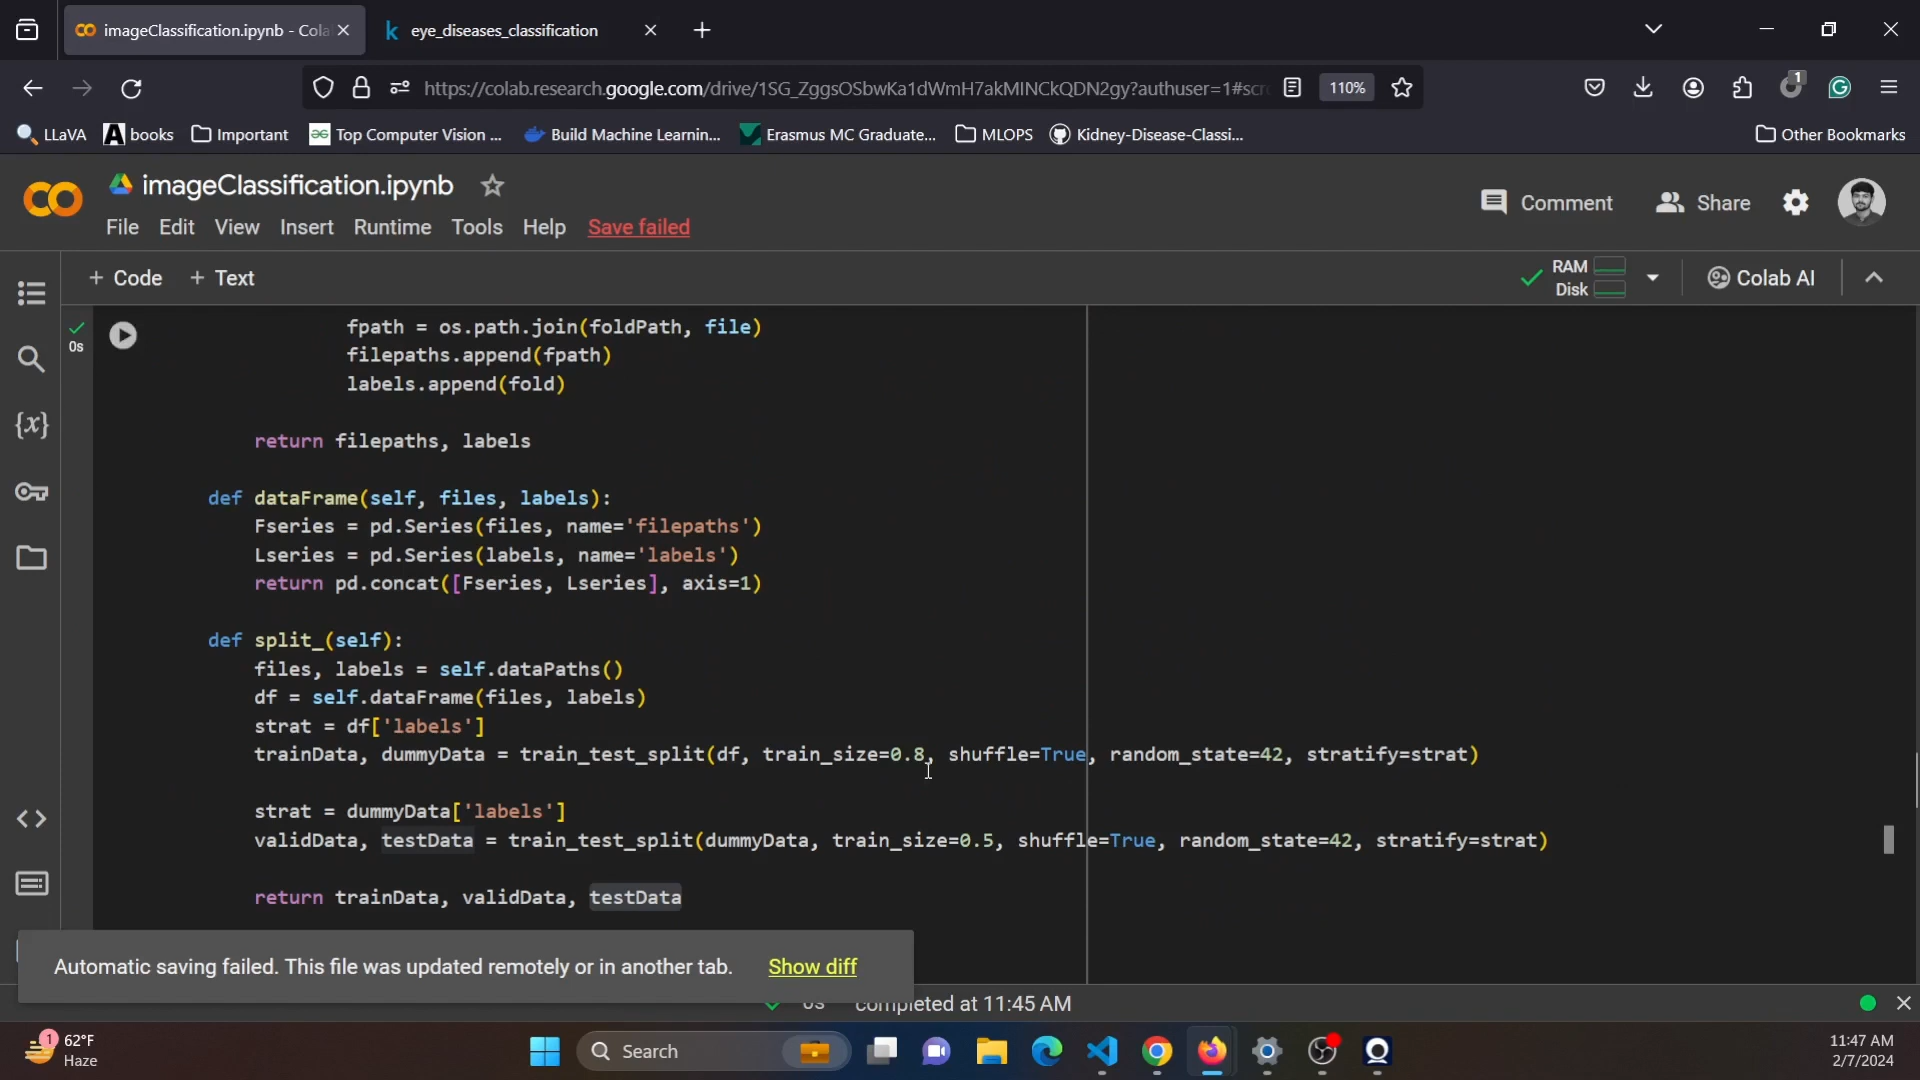 imageClassification.ipynb - Cola
eye_diseases_classification
https://colab.research.google.com/drive/1SG_ZggsOSbwKa1dWmH7akMINCkQDN2gy?authuser=1#scro
110%
1
LLaVA
books
Important
Top Computer Vision ...
Build Machine Learnin...
Erasmus MC Graduate...
MLOPS
Kidney-Disease-Classi...
Other Bookmarks
imageClassification.ipynb
File Edit View Insert Runtime Tools Help Save failed
Comment
Share
+ Code + Text
RAM
Disk
Colab AI
0s
fpath = os.path.join(foldPath, file)
filepaths.append(fpath)
labels.append(fold)
return filepaths, labels
def dataFrame(self, files, labels):
Fseries = pd.Series(files, name='filepaths')
Lseries = pd.Series(labels, name='labels')
return pd.concat([Fseries, Lseries], axis=1)
def split_(self):
files, labels = self.dataPaths()
df = self.dataFrame(files, labels)
strat = df['labels']
trainData, dummyData = train_test_split(df, train_size=0.8, shuffle=True, random_state=42, stratify=strat)
strat = dummyData['labels']
validData, testData = train_test_split(dummyData, train_size=0.5, shuffle=True, random_state=42, stratify=strat)
return trainData, validData, testData
Automatic saving failed. This file was updated remotely or in another tab. Show diff
0s completed at 11:45 AM
1
62°F
Haze
Search
11:47 AM
2/7/2024